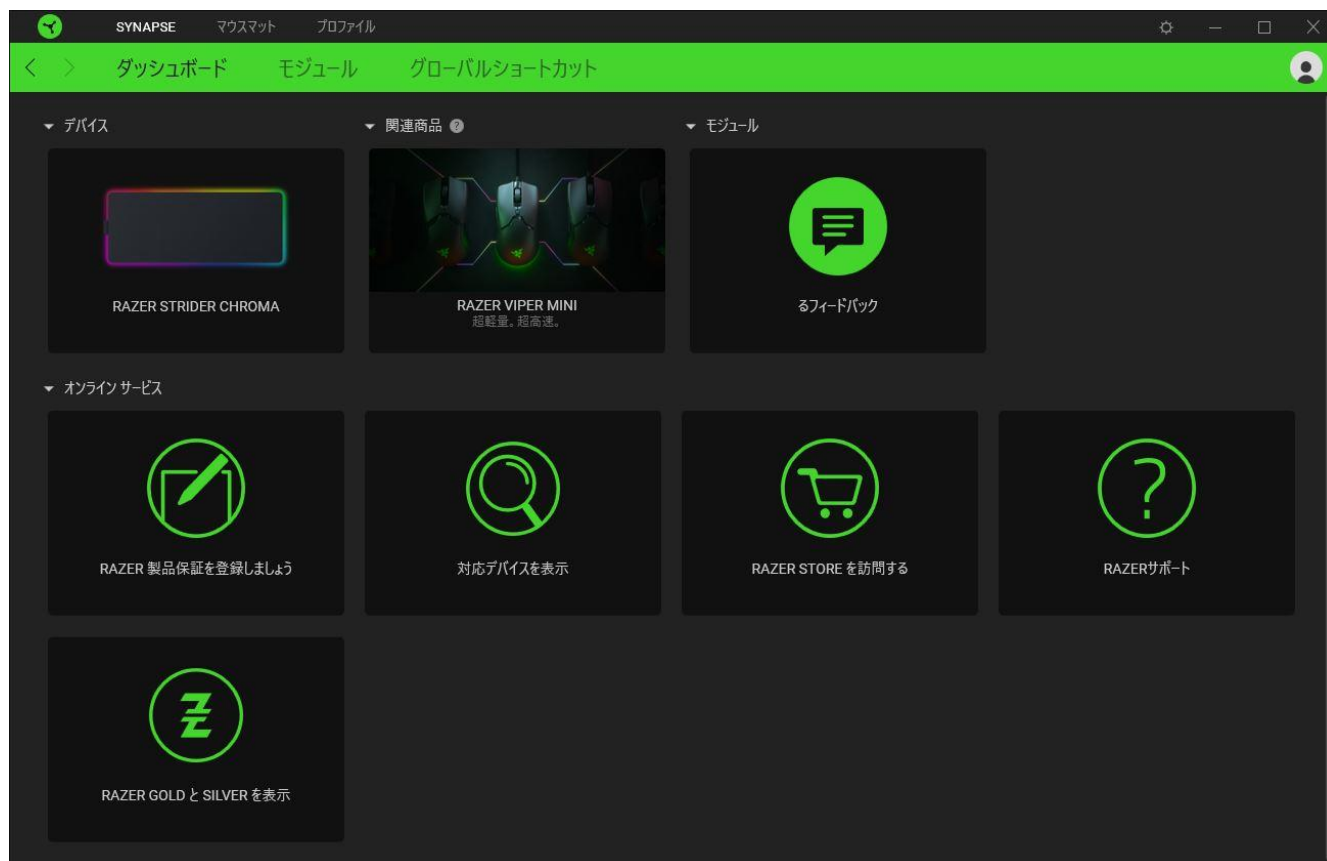 SYNAPSE マウスマット プロファイル
ダッシュボード モジュール グローバルショートカット
デバイス
関連商品 ?
モジュール
RAZER STRIDER CHROMA
RAZER VIPER MINI
超軽量。超高速。
るフィードバック
オンライン サービス
RAZER 製品保証を登録しましょう
対応デバイスを表示
RAZER STORE を訪問する
RAZERサポート
RAZER GOLD と SILVER を表示